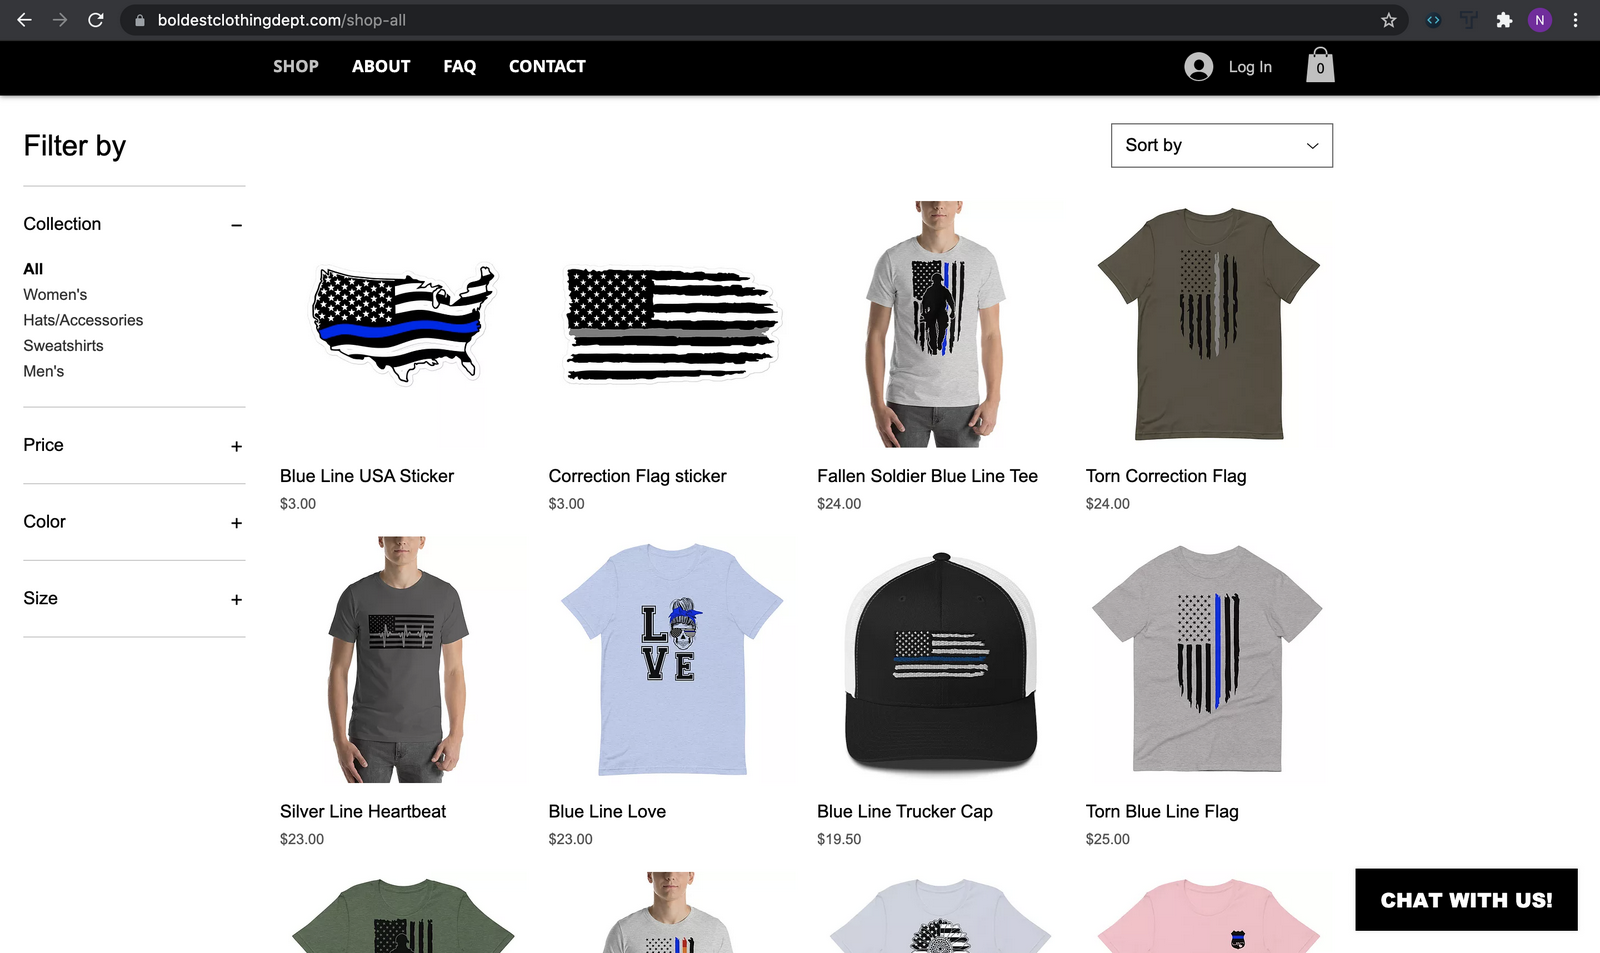 boldestclothingdept.com/shop-all
N
SHOP ABOUT FAQ CONTACT
Log In
0
Filter by
Sort by
Collection
All
Women's
Hats/Accessories
Sweatshirts
Men's
Price
Color
Size
Blue Line USA Sticker
$3.00
Correction Flag sticker
$3.00
Fallen Soldier Blue Line Tee
$24.00
Torn Correction Flag
$24.00
LOVE
Silver Line Heartbeat
$23.00
Blue Line Love
$23.00
Blue Line Trucker Cap
$19.50
Torn Blue Line Flag
$25.00
CHAT WITH US!